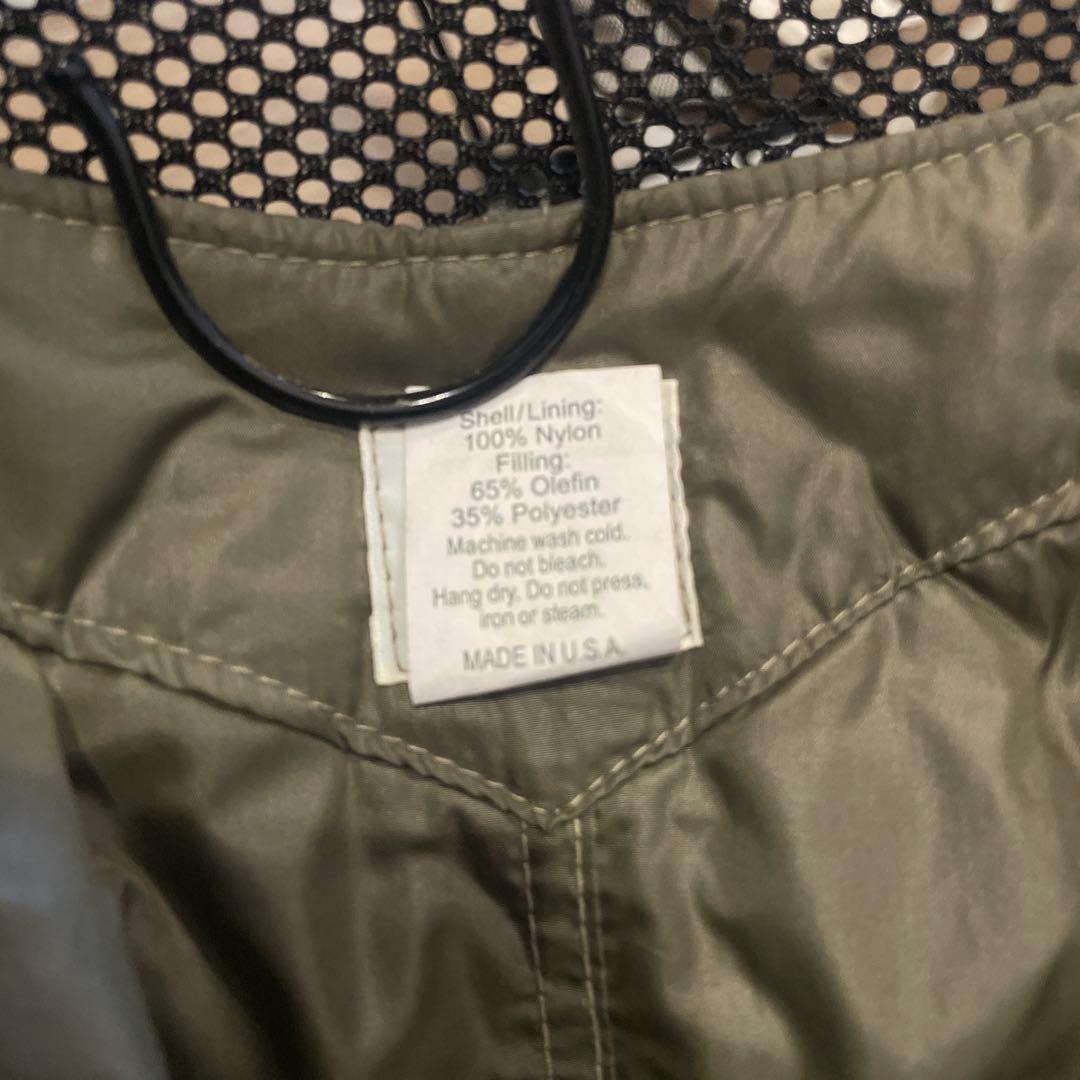 Shell/Lining:
100% Nylon
Filling:
65% Olefin
35% Polyester
Machine wash cold.
Do not bleach.
Hang dry. Do not press,
iron or steam.
MADE IN U.S.A.